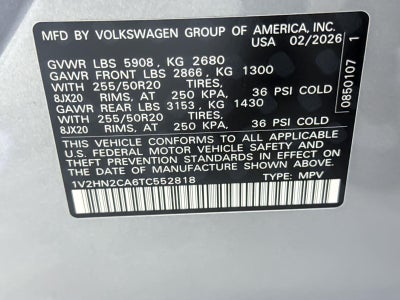 MFD BY VOLKSWAGEN GROUP OF AMERICA, INC.
USA 02/2026
GVWR LBS 5908, KG 2680
GAWR FRONT LBS 2866, KG 1300
WITH 255/50R20 TIRES,
8JX20 RIMS, AT 250 KPA, 36 PSI COLD
GAWR REAR LBS 3153, KG 1430
WITH 255/50R20 TIRES,
8JX20 RIMS, AT 250 KPA, 36 PSI COLD
THIS VEHICLE CONFORMS TO ALL APPLICABLE
U.S. FEDERAL MOTOR VEHICLE SAFETY, BUMPER, AND
THEFT PREVENTION STANDARDS IN EFFECT ON THE
DATE OF MANUFACTURE SHOWN ABOVE.
1V2HN2CA6TC552818 TYPE: MPV
0850107 1